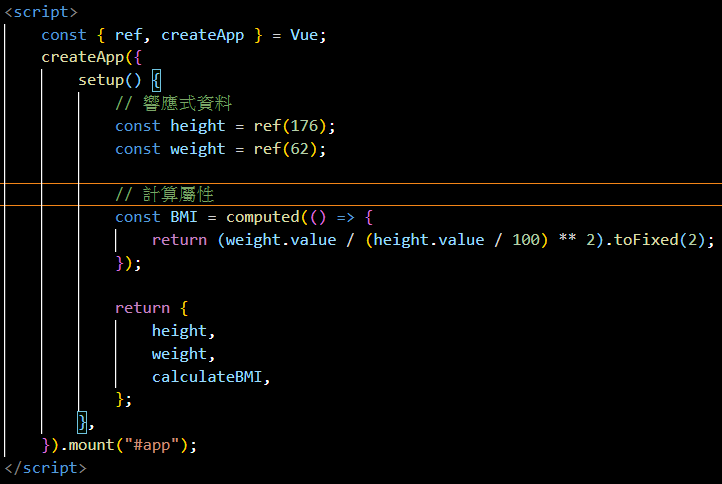 <script>
const { ref, createApp } = Vue;
createApp({
setup() {
// 響應式資料
const height = ref(176);
const weight = ref(62);
// 計算屬性
const BMI = computed(() => {
return (weight.value / (height.value / 100) ** 2).toFixed(2);
});
return {
height,
weight,
calculateBMI,
};
},
}).mount("#app");
</script>